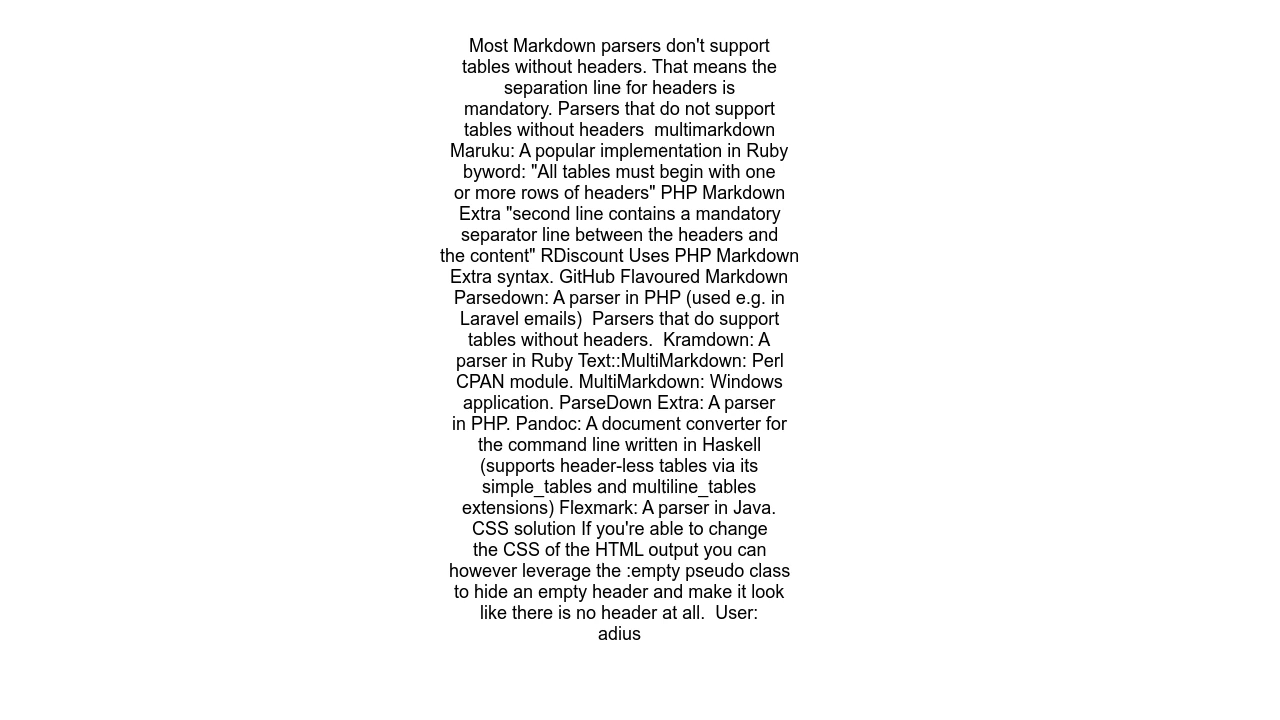 Most Markdown parsers don't support
tables without headers. That means the
separation line for headers is
mandatory. Parsers that do not support
tables without headers  multimarkdown
Maruku: A popular implementation in Ruby
byword: "All tables must begin with one
or more rows of headers" PHP Markdown
Extra "second line contains a mandatory
separator line between the headers and
the content" RDiscount Uses PHP Markdown
Extra syntax. GitHub Flavoured Markdown
Parsedown: A parser in PHP (used e.g. in
Laravel emails)  Parsers that do support
tables without headers.  Kramdown: A
parser in Ruby Text::MultiMarkdown: Perl
CPAN module. MultiMarkdown: Windows
application. ParseDown Extra: A parser
in PHP. Pandoc: A document converter for
the command line written in Haskell
(supports header-less tables via its
simple_tables and multiline_tables
extensions) Flexmark: A parser in Java.
CSS solution If you're able to change
the CSS of the HTML output you can
however leverage the :empty pseudo class
to hide an empty header and make it look
like there is no header at all.  User:
adius